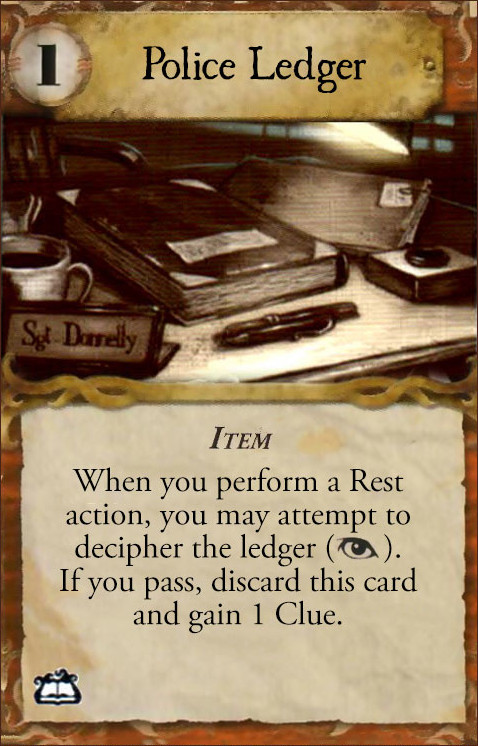 1
Police Ledger
Sgt Donnelly
Item
When you perform a Rest
action, you may attempt to
decipher the ledger ( ).
If you pass, discard this card
and gain 1 Clue.